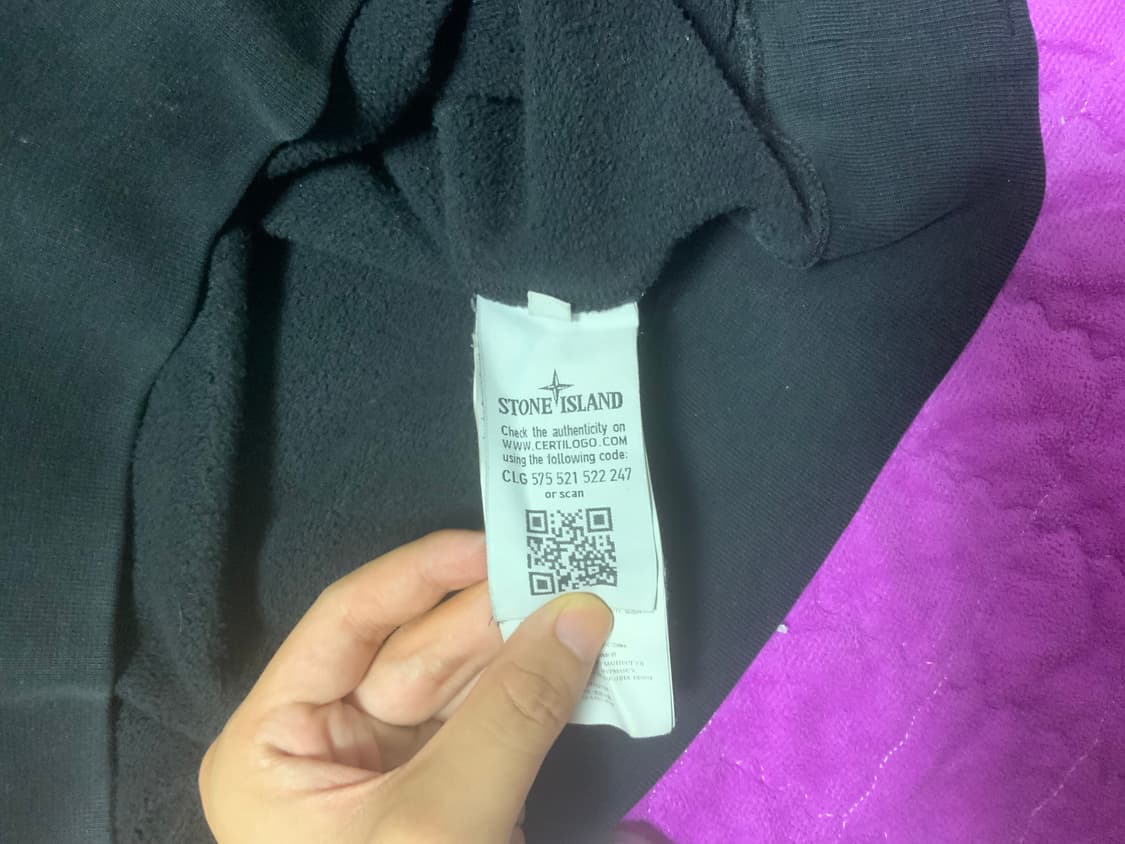 STONE ISLAND
Check the authenticity on
WWW.CERTILOGO.COM
using the following code:
CLG 575 521 522 247
or scan